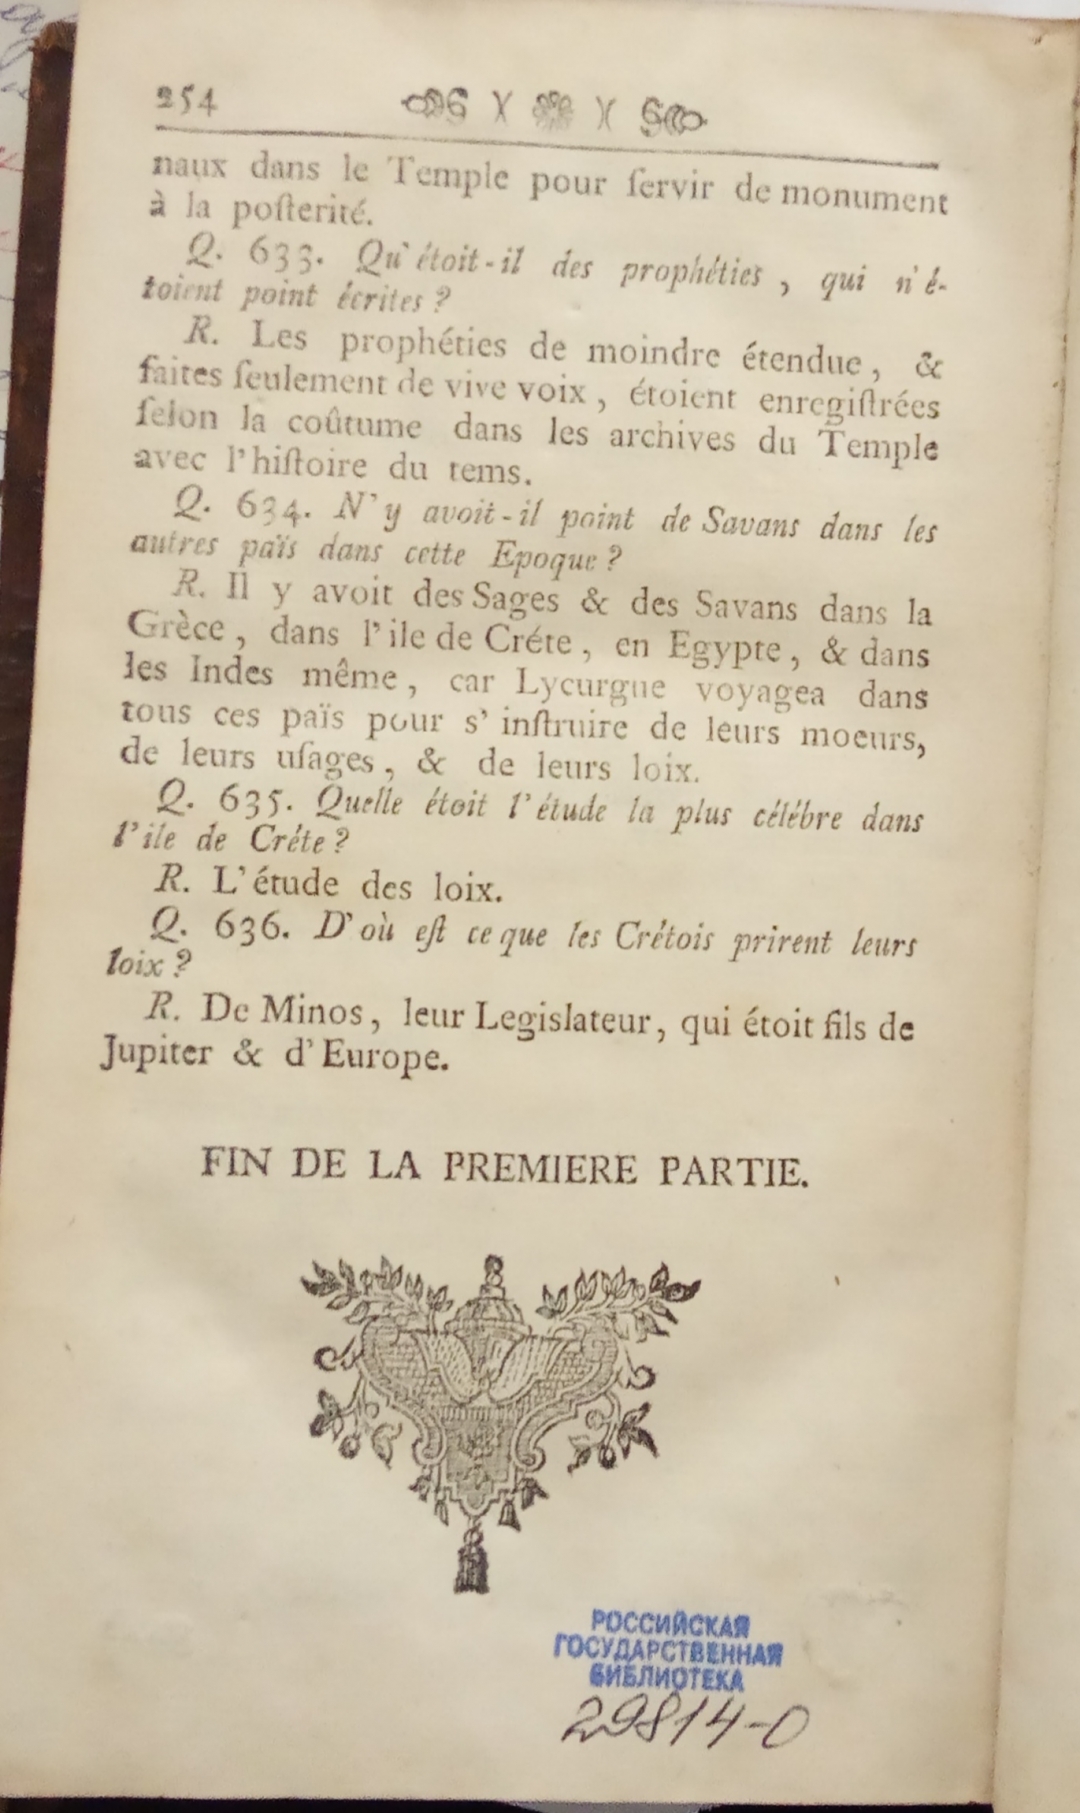 254
naux dans le Temple pour ſervir de monument
à la poſterité.
Q. 633. Qu'étoit-il des prophéties, qui n'é-
toient point écrites?
R. Les prophéties de moindre étendue, &
faites ſeulement de vive voix, étoient enregiſtrées
ſelon la coûtume dans les archives du Temple
avec l'hiſtoire du tems.
Q. 634. N'y avoit-il point de Savans dans les
autres païs dans cette Epoque?
R. Il y avoit des Sages & des Savans dans la
Grèce, dans l'ile de Créte, en Egypte, & dans
les Indes même, car Lycurgue voyagea dans
tous ces païs pour s'inſtruire de leurs moeurs,
de leurs uſages, & de leurs loix.
Q. 635. Quelle étoit l'étude la plus célébre dans
l'ile de Créte?
R. L'étude des loix.
Q. 636. D'où eſt ce que les Crétois prirent leurs
loix?
R. De Minos, leur Legislateur, qui étoit fils de
Jupiter & d'Europe.
FIN DE LA PREMIERE PARTIE.
РОССИЙСКАЯ
ГОСУДАРСТВЕННАЯ
БИБЛИОТЕКА
29814-0